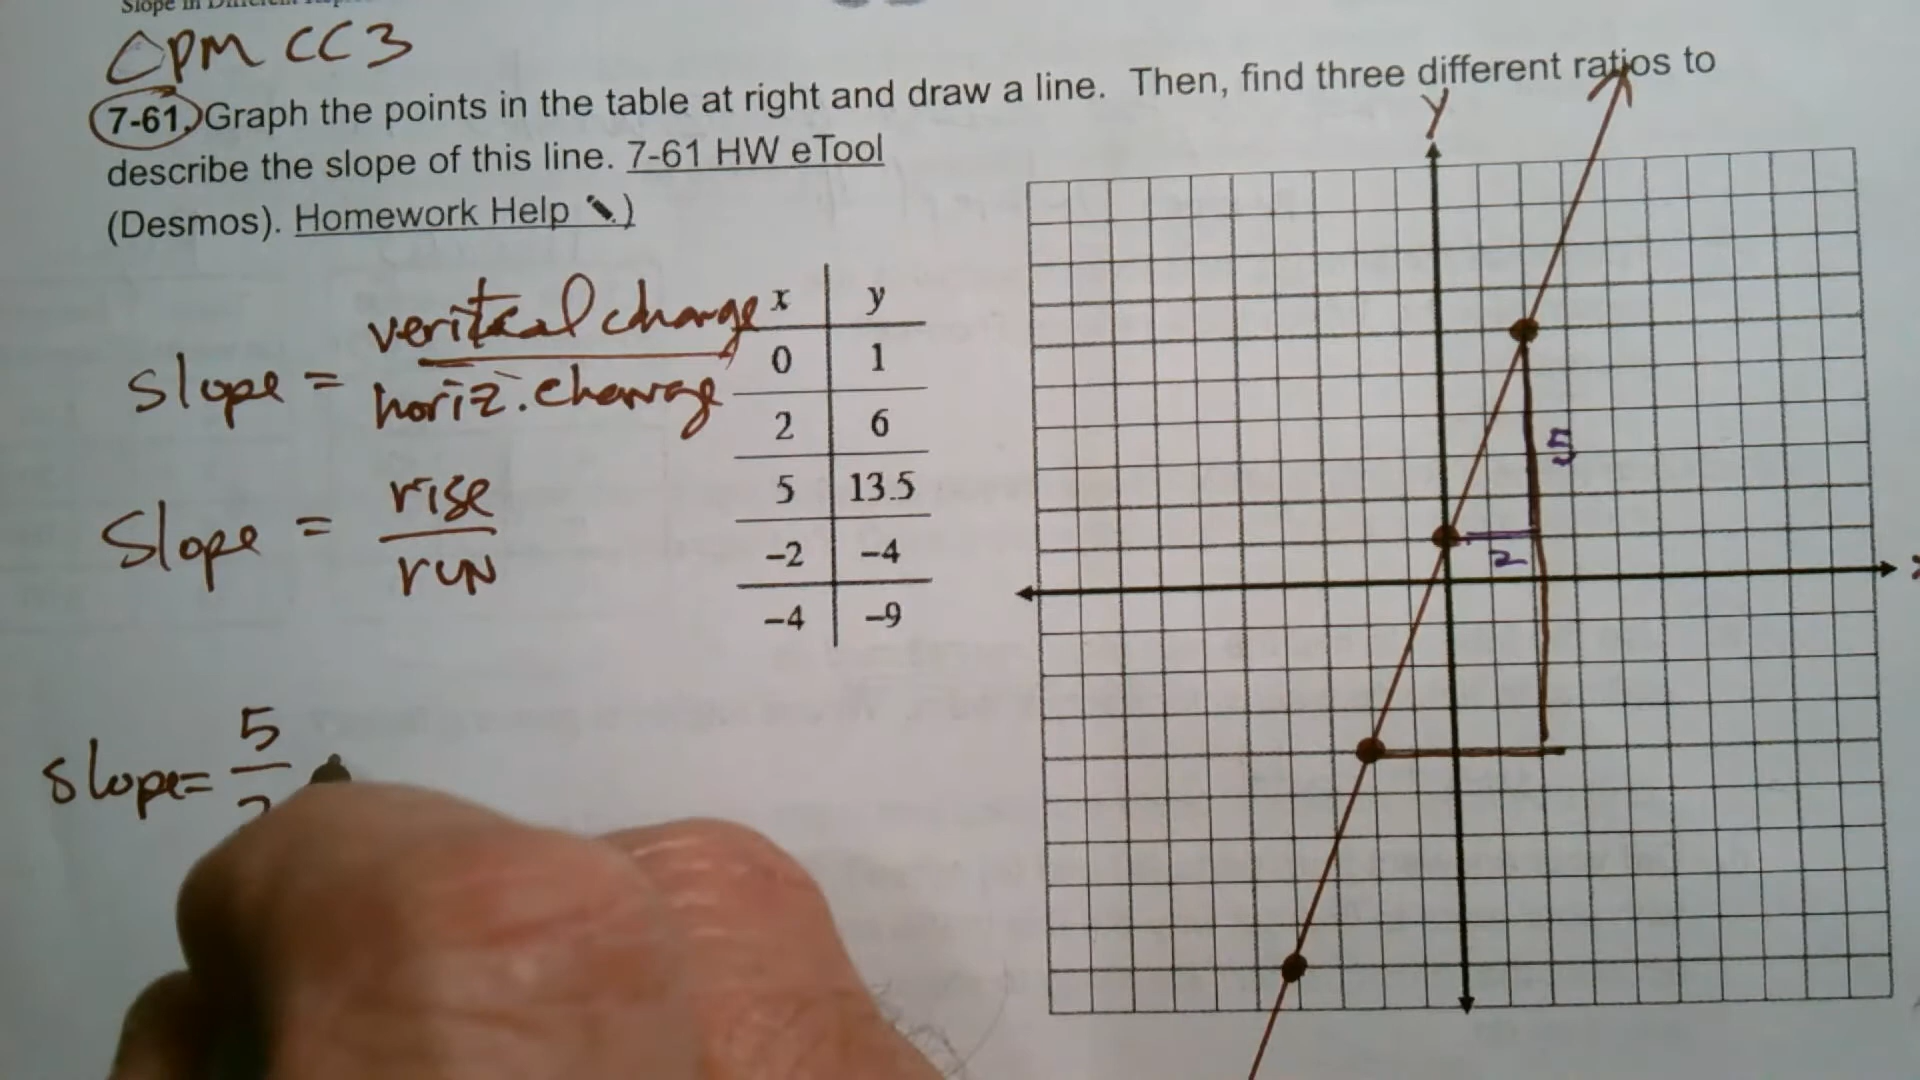 Slope in Different
CPM CC3
7-61. Graph the points in the table at right and draw a line. Then, find three different ratios to
describe the slope of this line. 7-61 HW eTool
(Desmos). Homework Help ✎)
slope = veritcal change
horiz. change
Slope = rise
run
x y
0 1
2 6
5 13.5
−2 −4
−4 −9
slope = 5
y
5
2
x